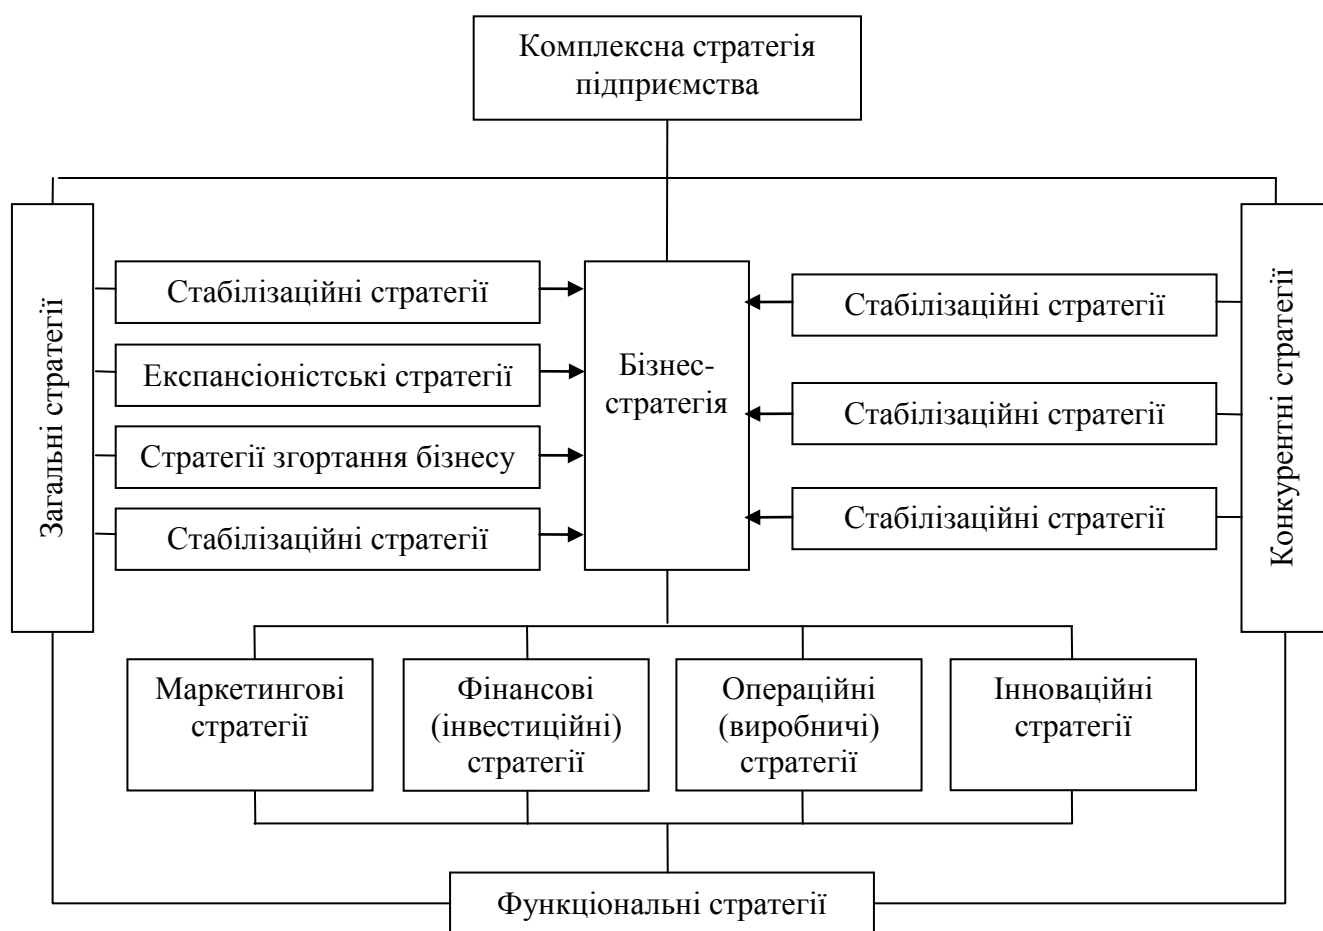 Комплексна стратегія
підприємства
Загальні стратегії
Стабілізаційні стратегії
Експансіоністські стратегії
Стратегії згортання бізнесу
Стабілізаційні стратегії
Бізнес-
стратегія
Стабілізаційні стратегії
Стабілізаційні стратегії
Стабілізаційні стратегії
Конкурентні стратегії
Маркетингові
стратегії
Фінансові
(інвестиційні)
стратегії
Операційні
(виробничі)
стратегії
Інноваційні
стратегії
Функціональні стратегії